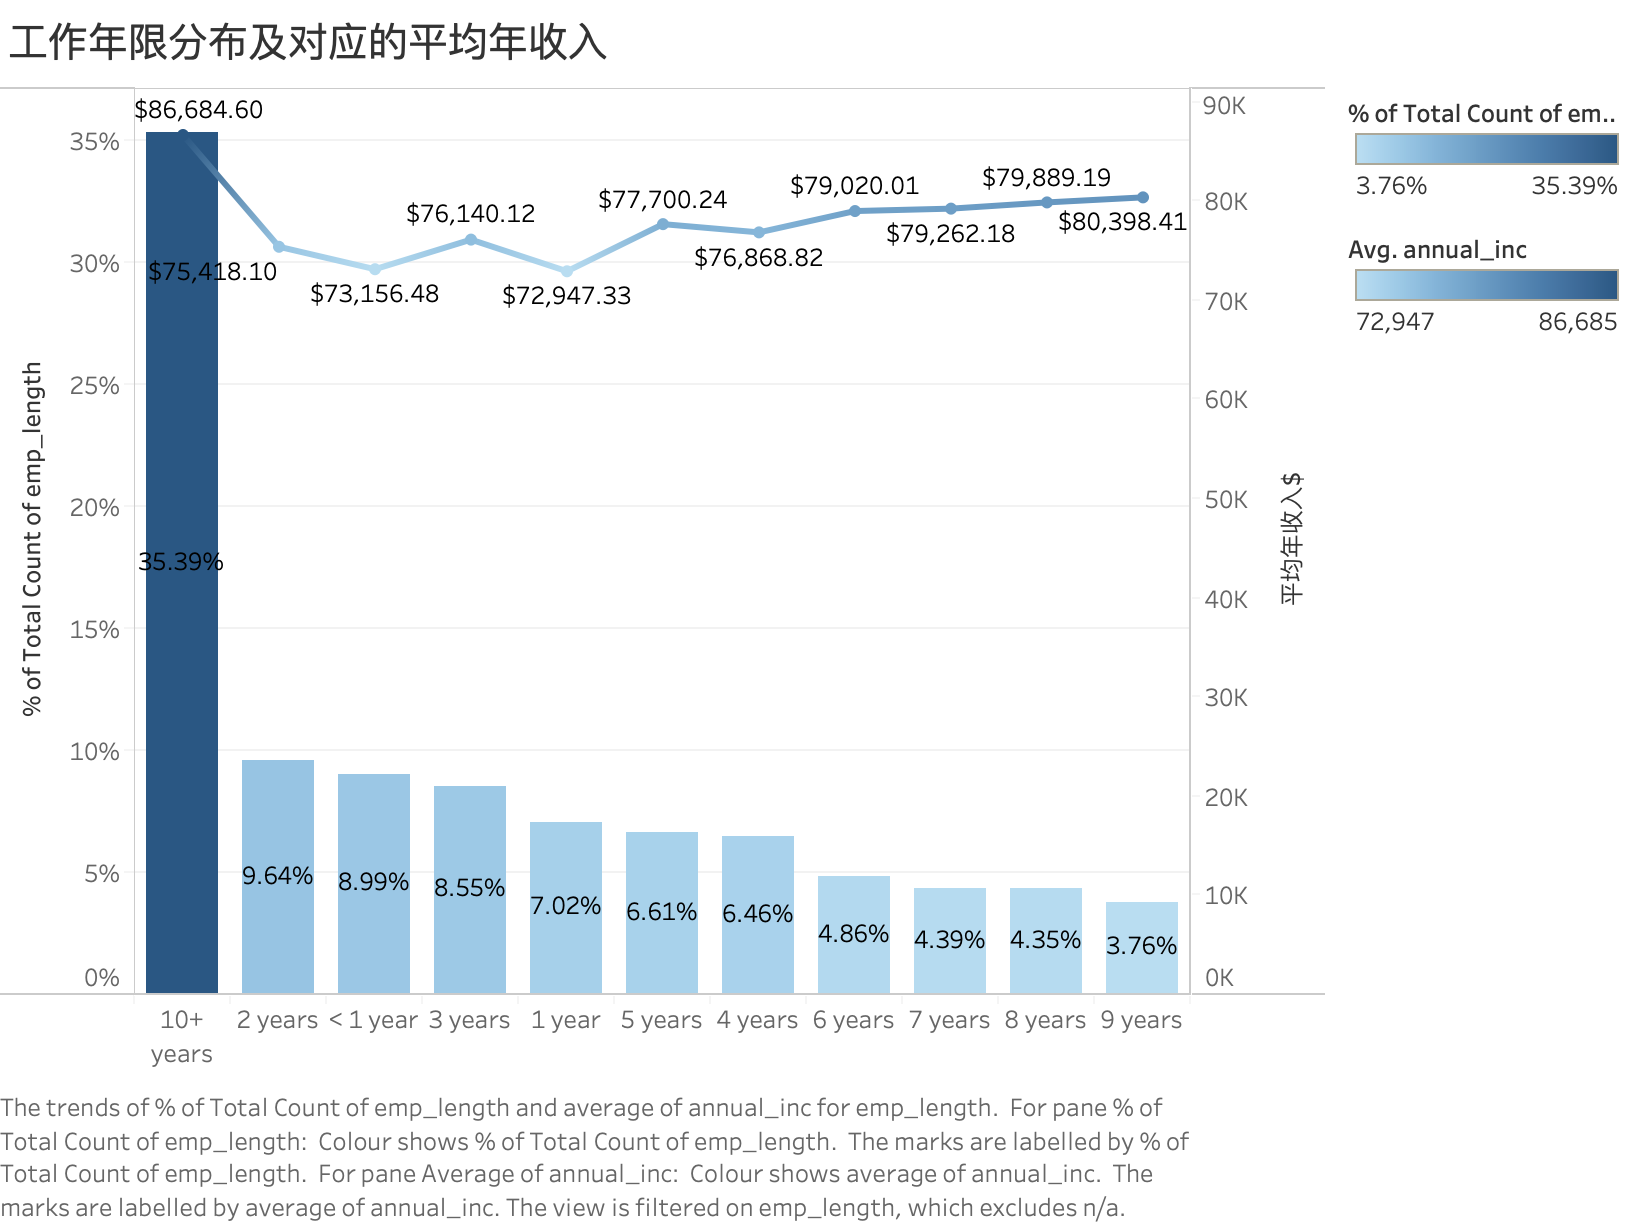 工作年限分布及对应的平均年收入
% of Total Count of emp_length
35%
30%
25%
20%
15%
10%
5%
0%
$86,684.60
$75,418.10
$73,156.48
$76,140.12
$72,947.33
$77,700.24
$76,868.82
$79,020.01
$79,262.18
$79,889.19
$80,398.41
35.39%
9.64%
8.99%
8.55%
7.02%
6.61%
6.46%
4.86%
4.39%
4.35%
3.76%
10+
years
2 years
< 1 year
3 years
1 year
5 years
4 years
6 years
7 years
8 years
9 years
90K
80K
70K
60K
50K
40K
30K
20K
10K
0K
平均年收入$
% of Total Count of em..
3.76% 35.39%
Avg. annual_inc
72,947 86,685
The trends of % of Total Count of emp_length and average of annual_inc for emp_length. For pane % of
Total Count of emp_length: Colour shows % of Total Count of emp_length. The marks are labelled by % of
Total Count of emp_length. For pane Average of annual_inc: Colour shows average of annual_inc. The
marks are labelled by average of annual_inc. The view is filtered on emp_length, which excludes n/a.